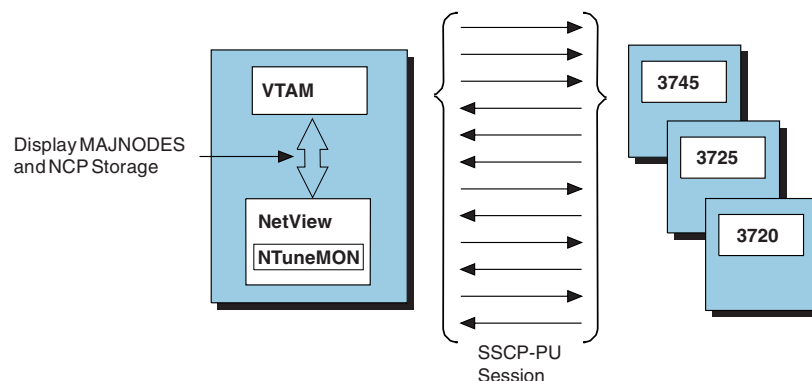 VTAM
Display MAJNODES
and NCP Storage
NetView
NTuneMON
SSCP-PU
Session
3745
3725
3720